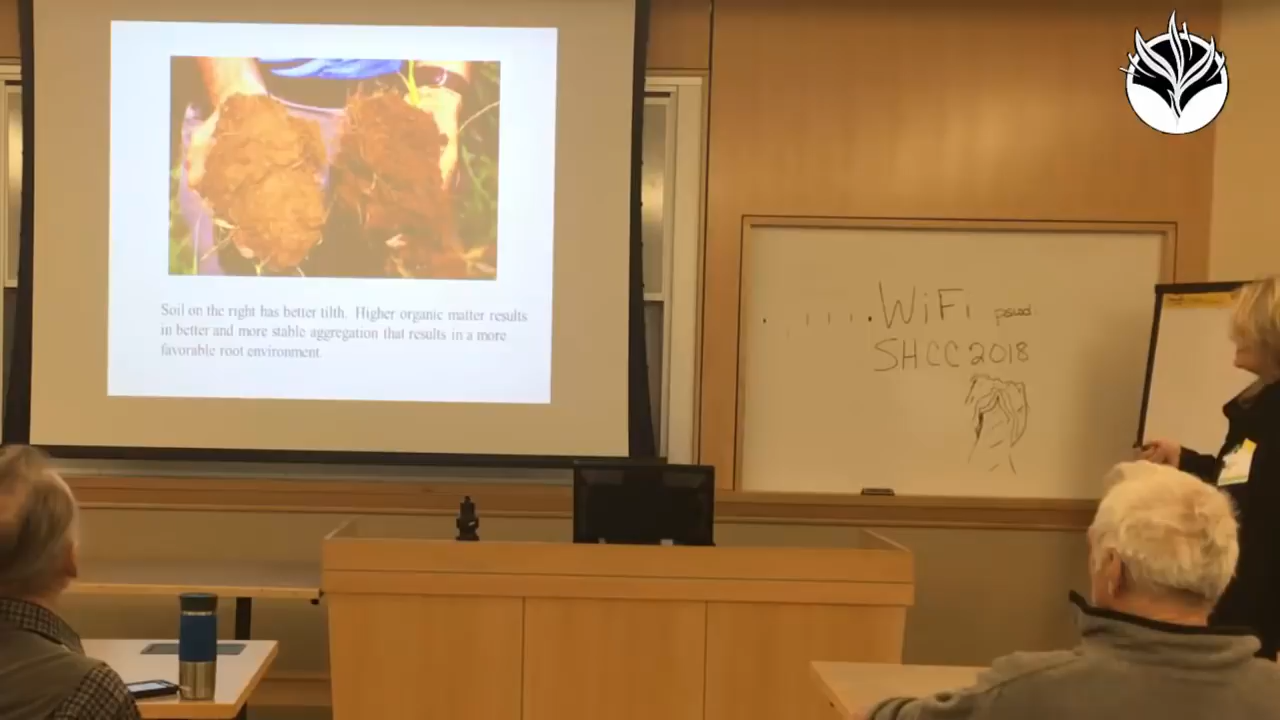 Soil on the right has better tilth. Higher organic matter results
in better and more stable aggregation that results in a more
favorable root environment.
WiFi
SHCC2018